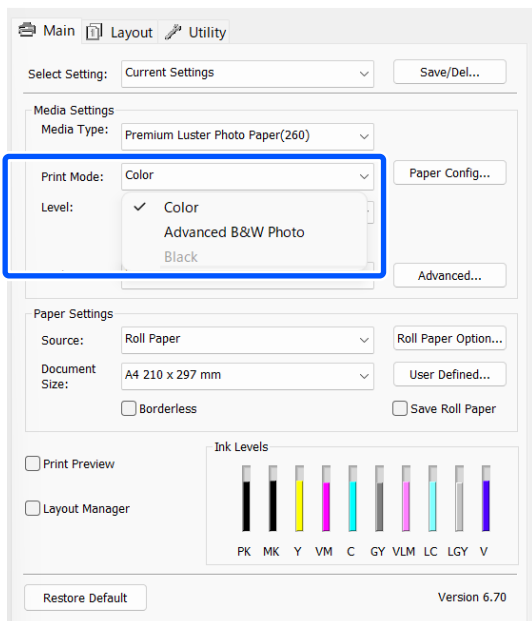 Main Layout Utility
Select Setting: Current Settings Save/Del...
Media Settings
Media Type: Premium Luster Photo Paper(260)
Print Mode: Color Paper Config...
Level: Color
Advanced B&W Photo
Black
Advanced...
Paper Settings
Source: Roll Paper Roll Paper Option...
Document
Size: A4 210 x 297 mm User Defined...
Borderless Save Roll Paper
Ink Levels
Print Preview
Layout Manager
PK MK Y VM C GY VLM LC LGY V
Restore Default Version 6.70